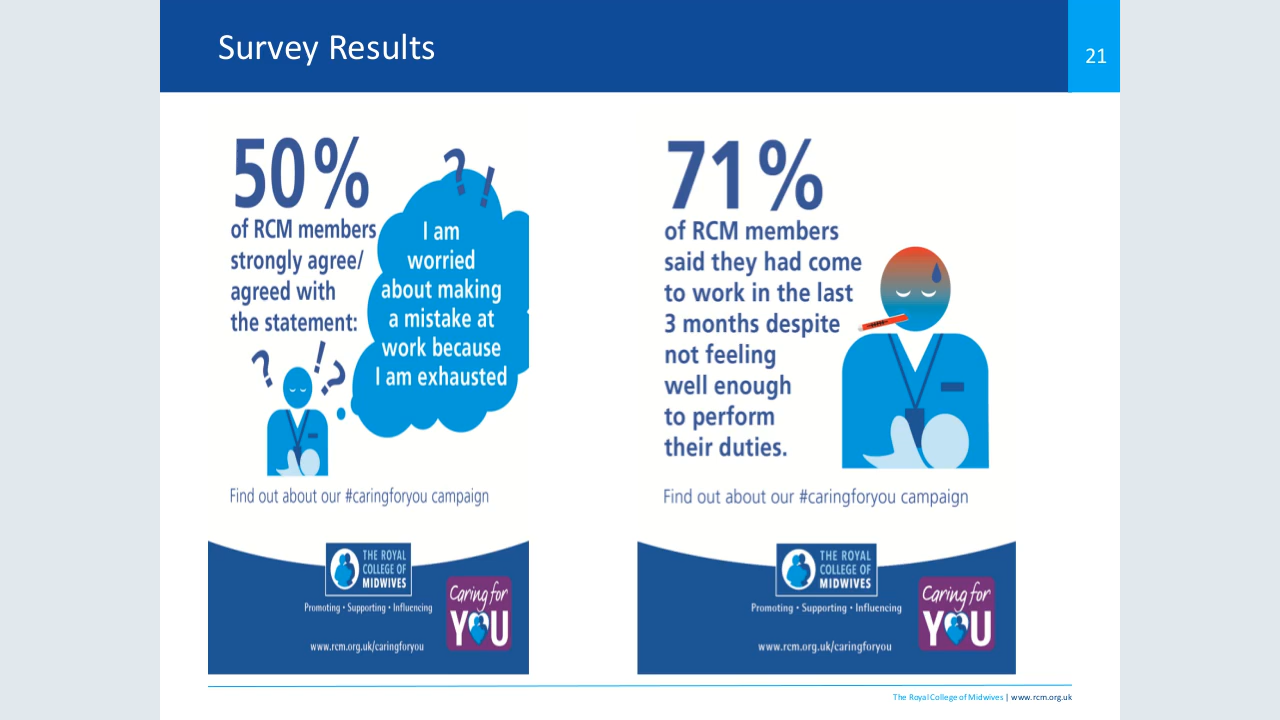 Survey Results
21
50%
of RCM members
strongly agree/
agreed with
the statement:
? !
I am
worried
about making
a mistake at
work because
I am exhausted
? ! ?
Find out about our #caringforyou campaign
THE ROYAL
COLLEGE OF
MIDWIVES
Promoting • Supporting • Influencing
Caring for
YOU
www.rcm.org.uk/caringforyou
71%
of RCM members
said they had come
to work in the last
3 months despite
not feeling
well enough
to perform
their duties.
Find out about our #caringforyou campaign
THE ROYAL
COLLEGE OF
MIDWIVES
Promoting • Supporting • Influencing
Caring for
YOU
www.rcm.org.uk/caringforyou
The Royal College of Midwives | www.rcm.org.uk